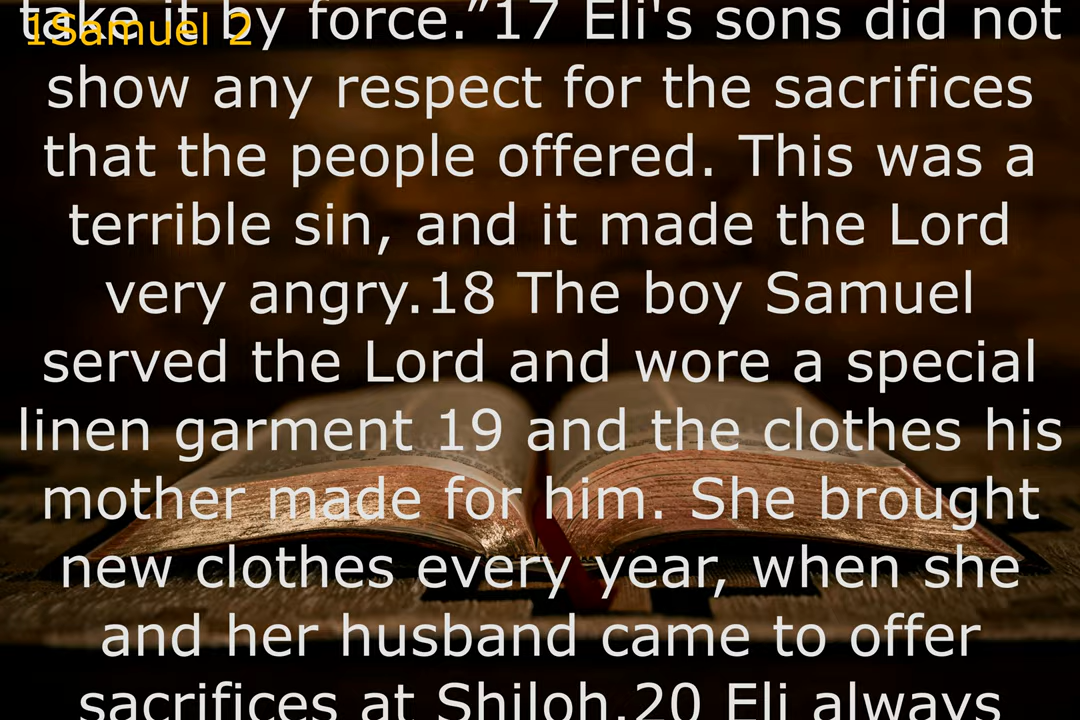 take it by force.”17 Eli's sons did not
1Samuel 2
show any respect for the sacrifices
that the people offered. This was a
terrible sin, and it made the Lord
very angry.18 The boy Samuel
served the Lord and wore a special
linen garment 19 and the clothes his
mother made for him. She brought
new clothes every year, when she
and her husband came to offer
sacrifices at Shiloh.20 Eli always